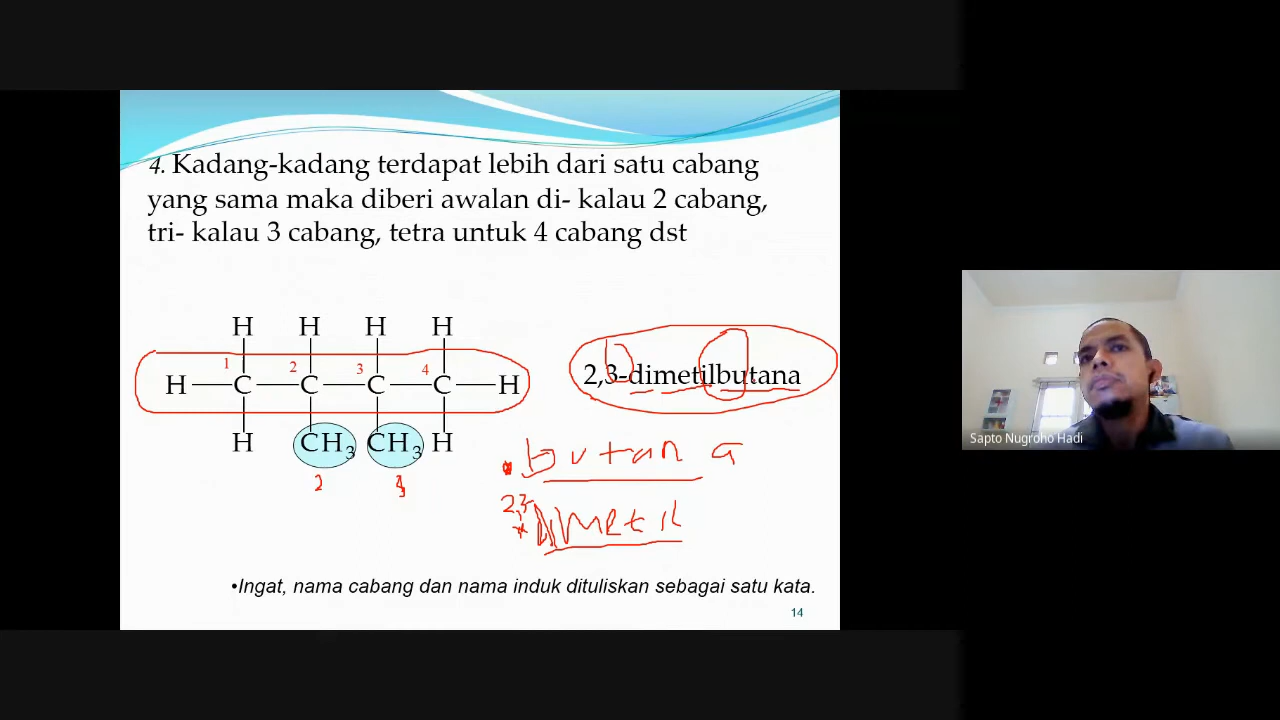 4. Kadang-kadang terdapat lebih dari satu cabang
yang sama maka diberi awalan di- kalau 2 cabang,
tri- kalau 3 cabang, tetra untuk 4 cabang dst
H H H H
1 2 3 4
H C C C C H
H CH3 CH3 H
2
2,3-dimetilbutana
butana
2,3
dimetil
•Ingat, nama cabang dan nama induk dituliskan sebagai satu kata.
14
Sapto Nugroho Hadi